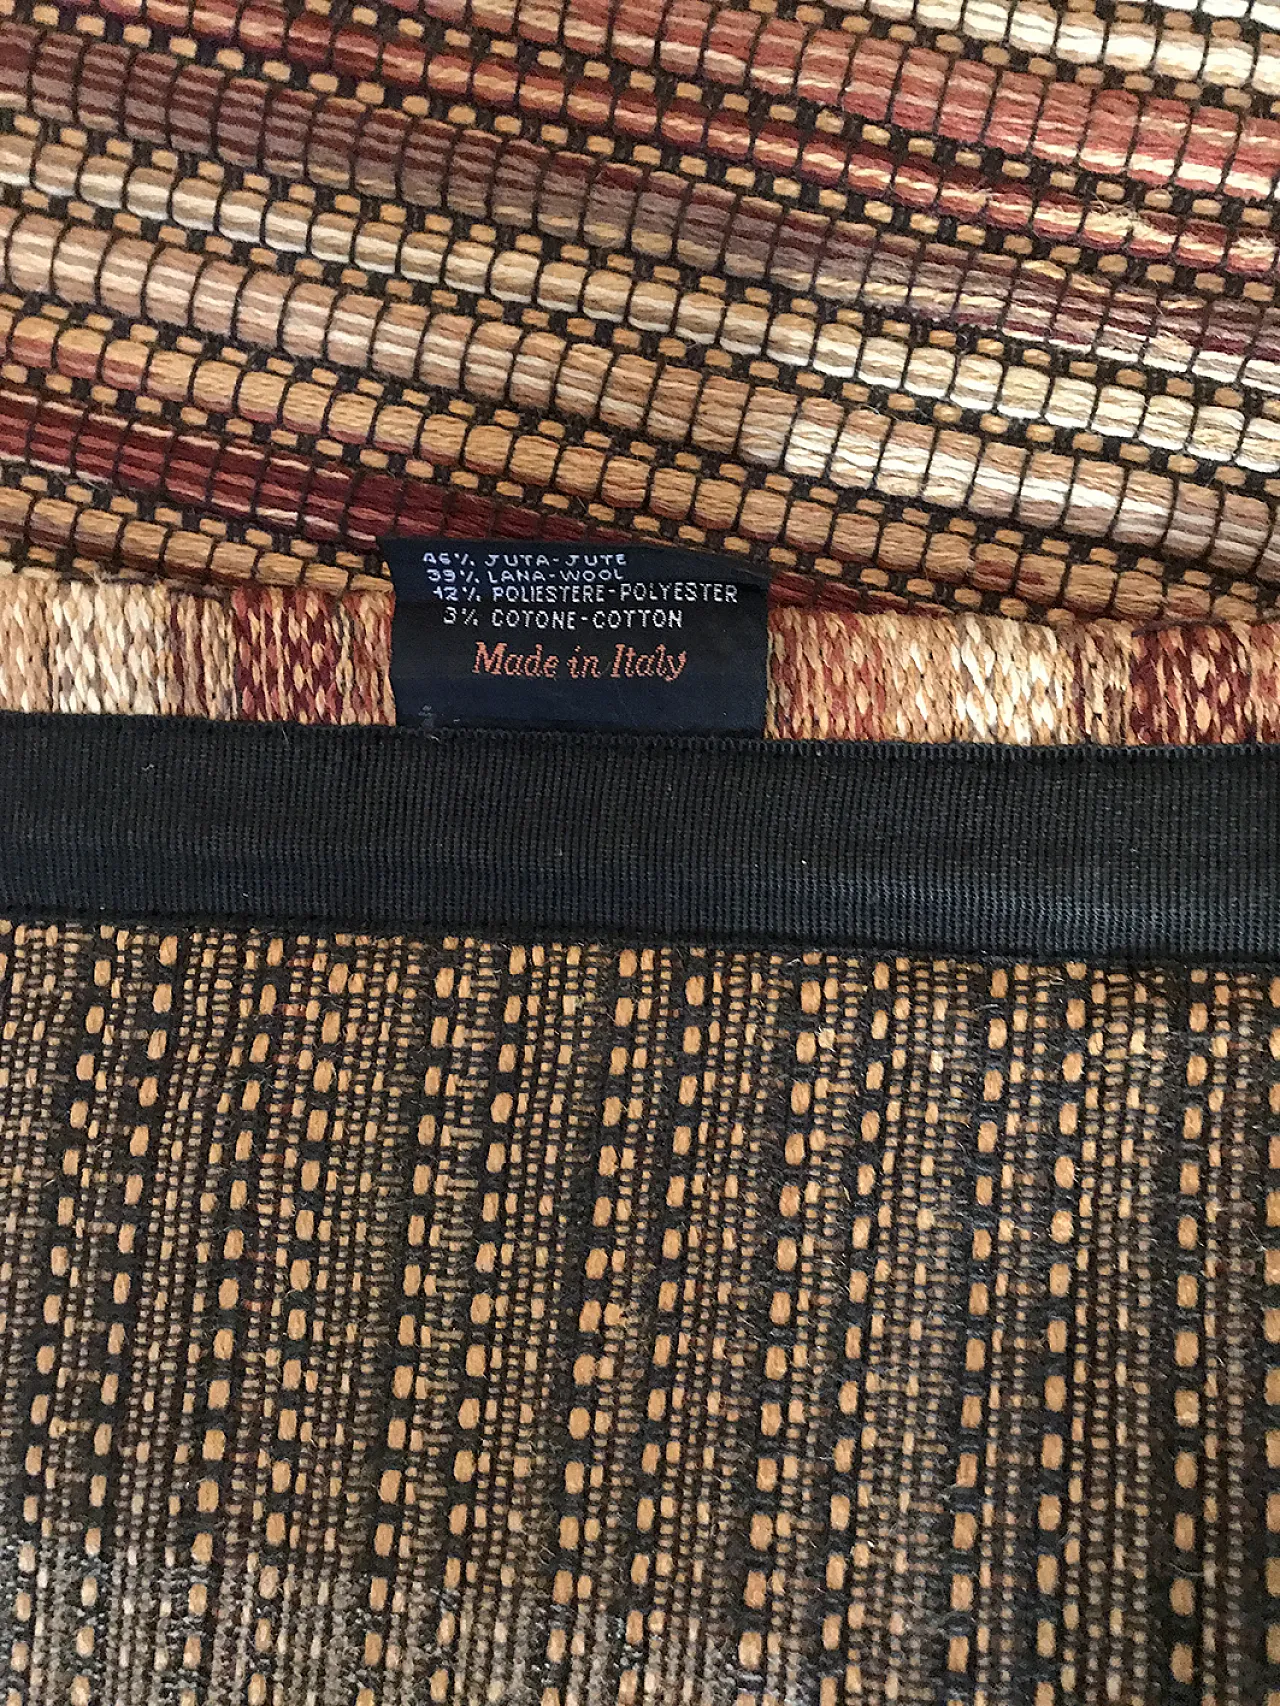 46% JUTA-JUTE
39% LANA-WOOL
12% POLIESTERE-POLYESTER
3% COTONE-COTTON
Made in Italy